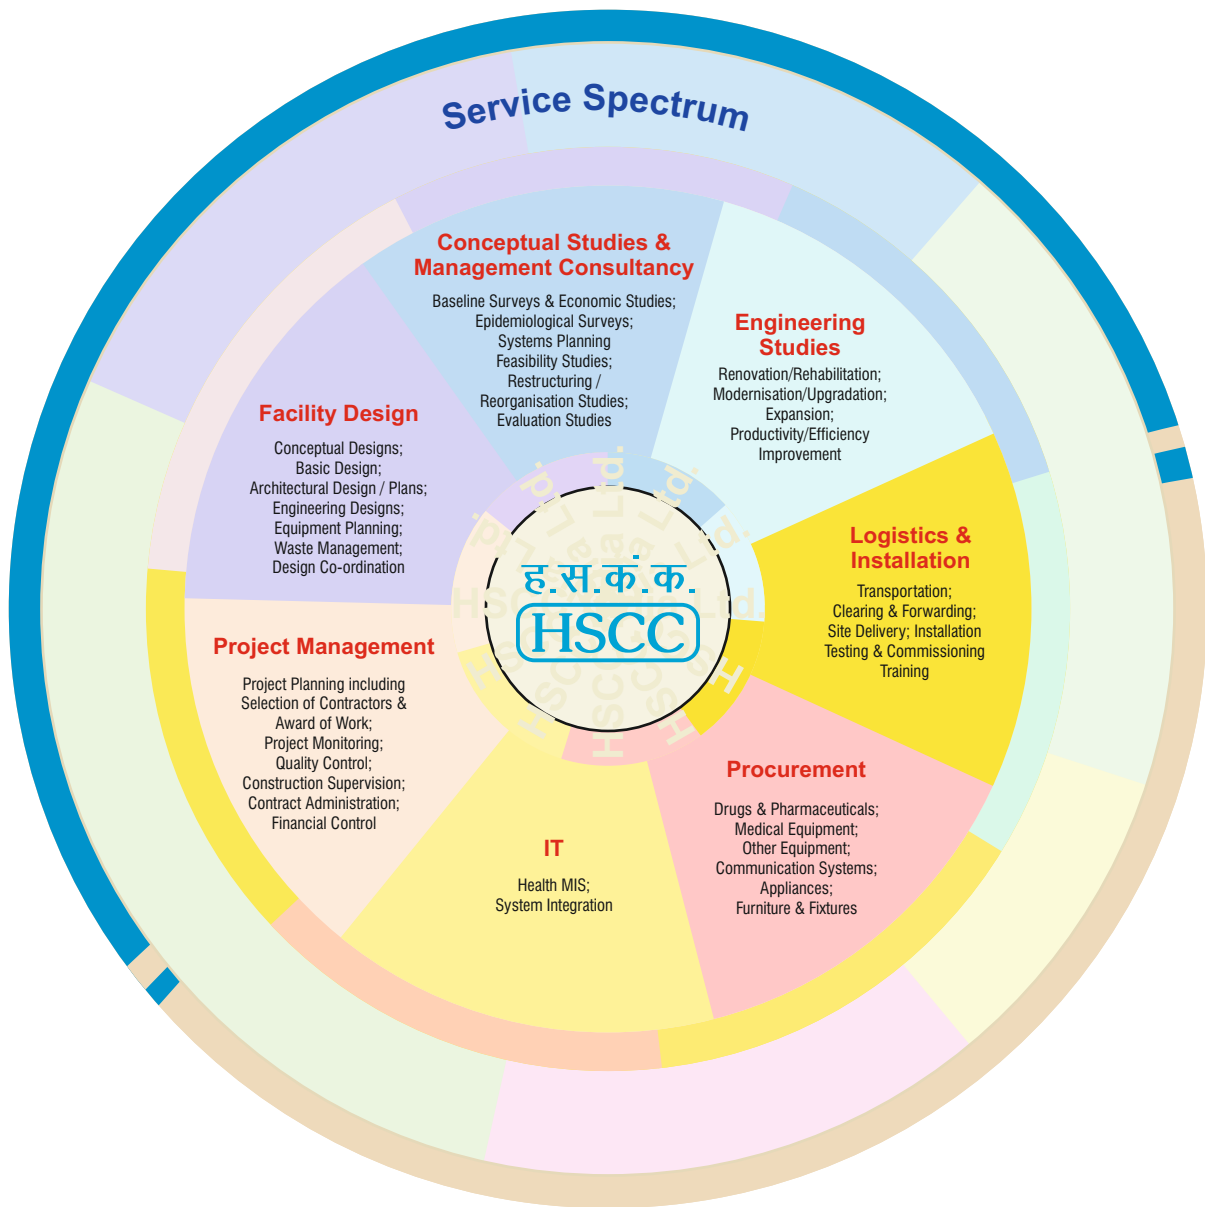 Service Spectrum
Conceptual Studies &
Management Consultancy
Baseline Surveys & Economic Studies;
Epidemiological Surveys;
Systems Planning
Feasibility Studies;
Restructuring /
Reorganisation Studies;
Evaluation Studies
Engineering
Studies
Renovation/Rehabilitation;
Modernisation/Upgradation;
Expansion;
Productivity/Efficiency
Improvement
Logistics &
Installation
Transportation;
Clearing & Forwarding;
Site Delivery; Installation
Testing & Commissioning
Training
Procurement
Drugs & Pharmaceuticals;
Medical Equipment;
Other Equipment;
Communication Systems;
Appliances;
Furniture & Fixtures
IT
Health MIS;
System Integration
Project Management
Project Planning including
Selection of Contractors &
Award of Work;
Project Monitoring;
Quality Control;
Construction Supervision;
Contract Administration;
Financial Control
Facility Design
Conceptual Designs;
Basic Design;
Architectural Design / Plans;
Engineering Designs;
Equipment Planning;
Waste Management;
Design Co-ordination
ह.स.कं.क.
HSCC